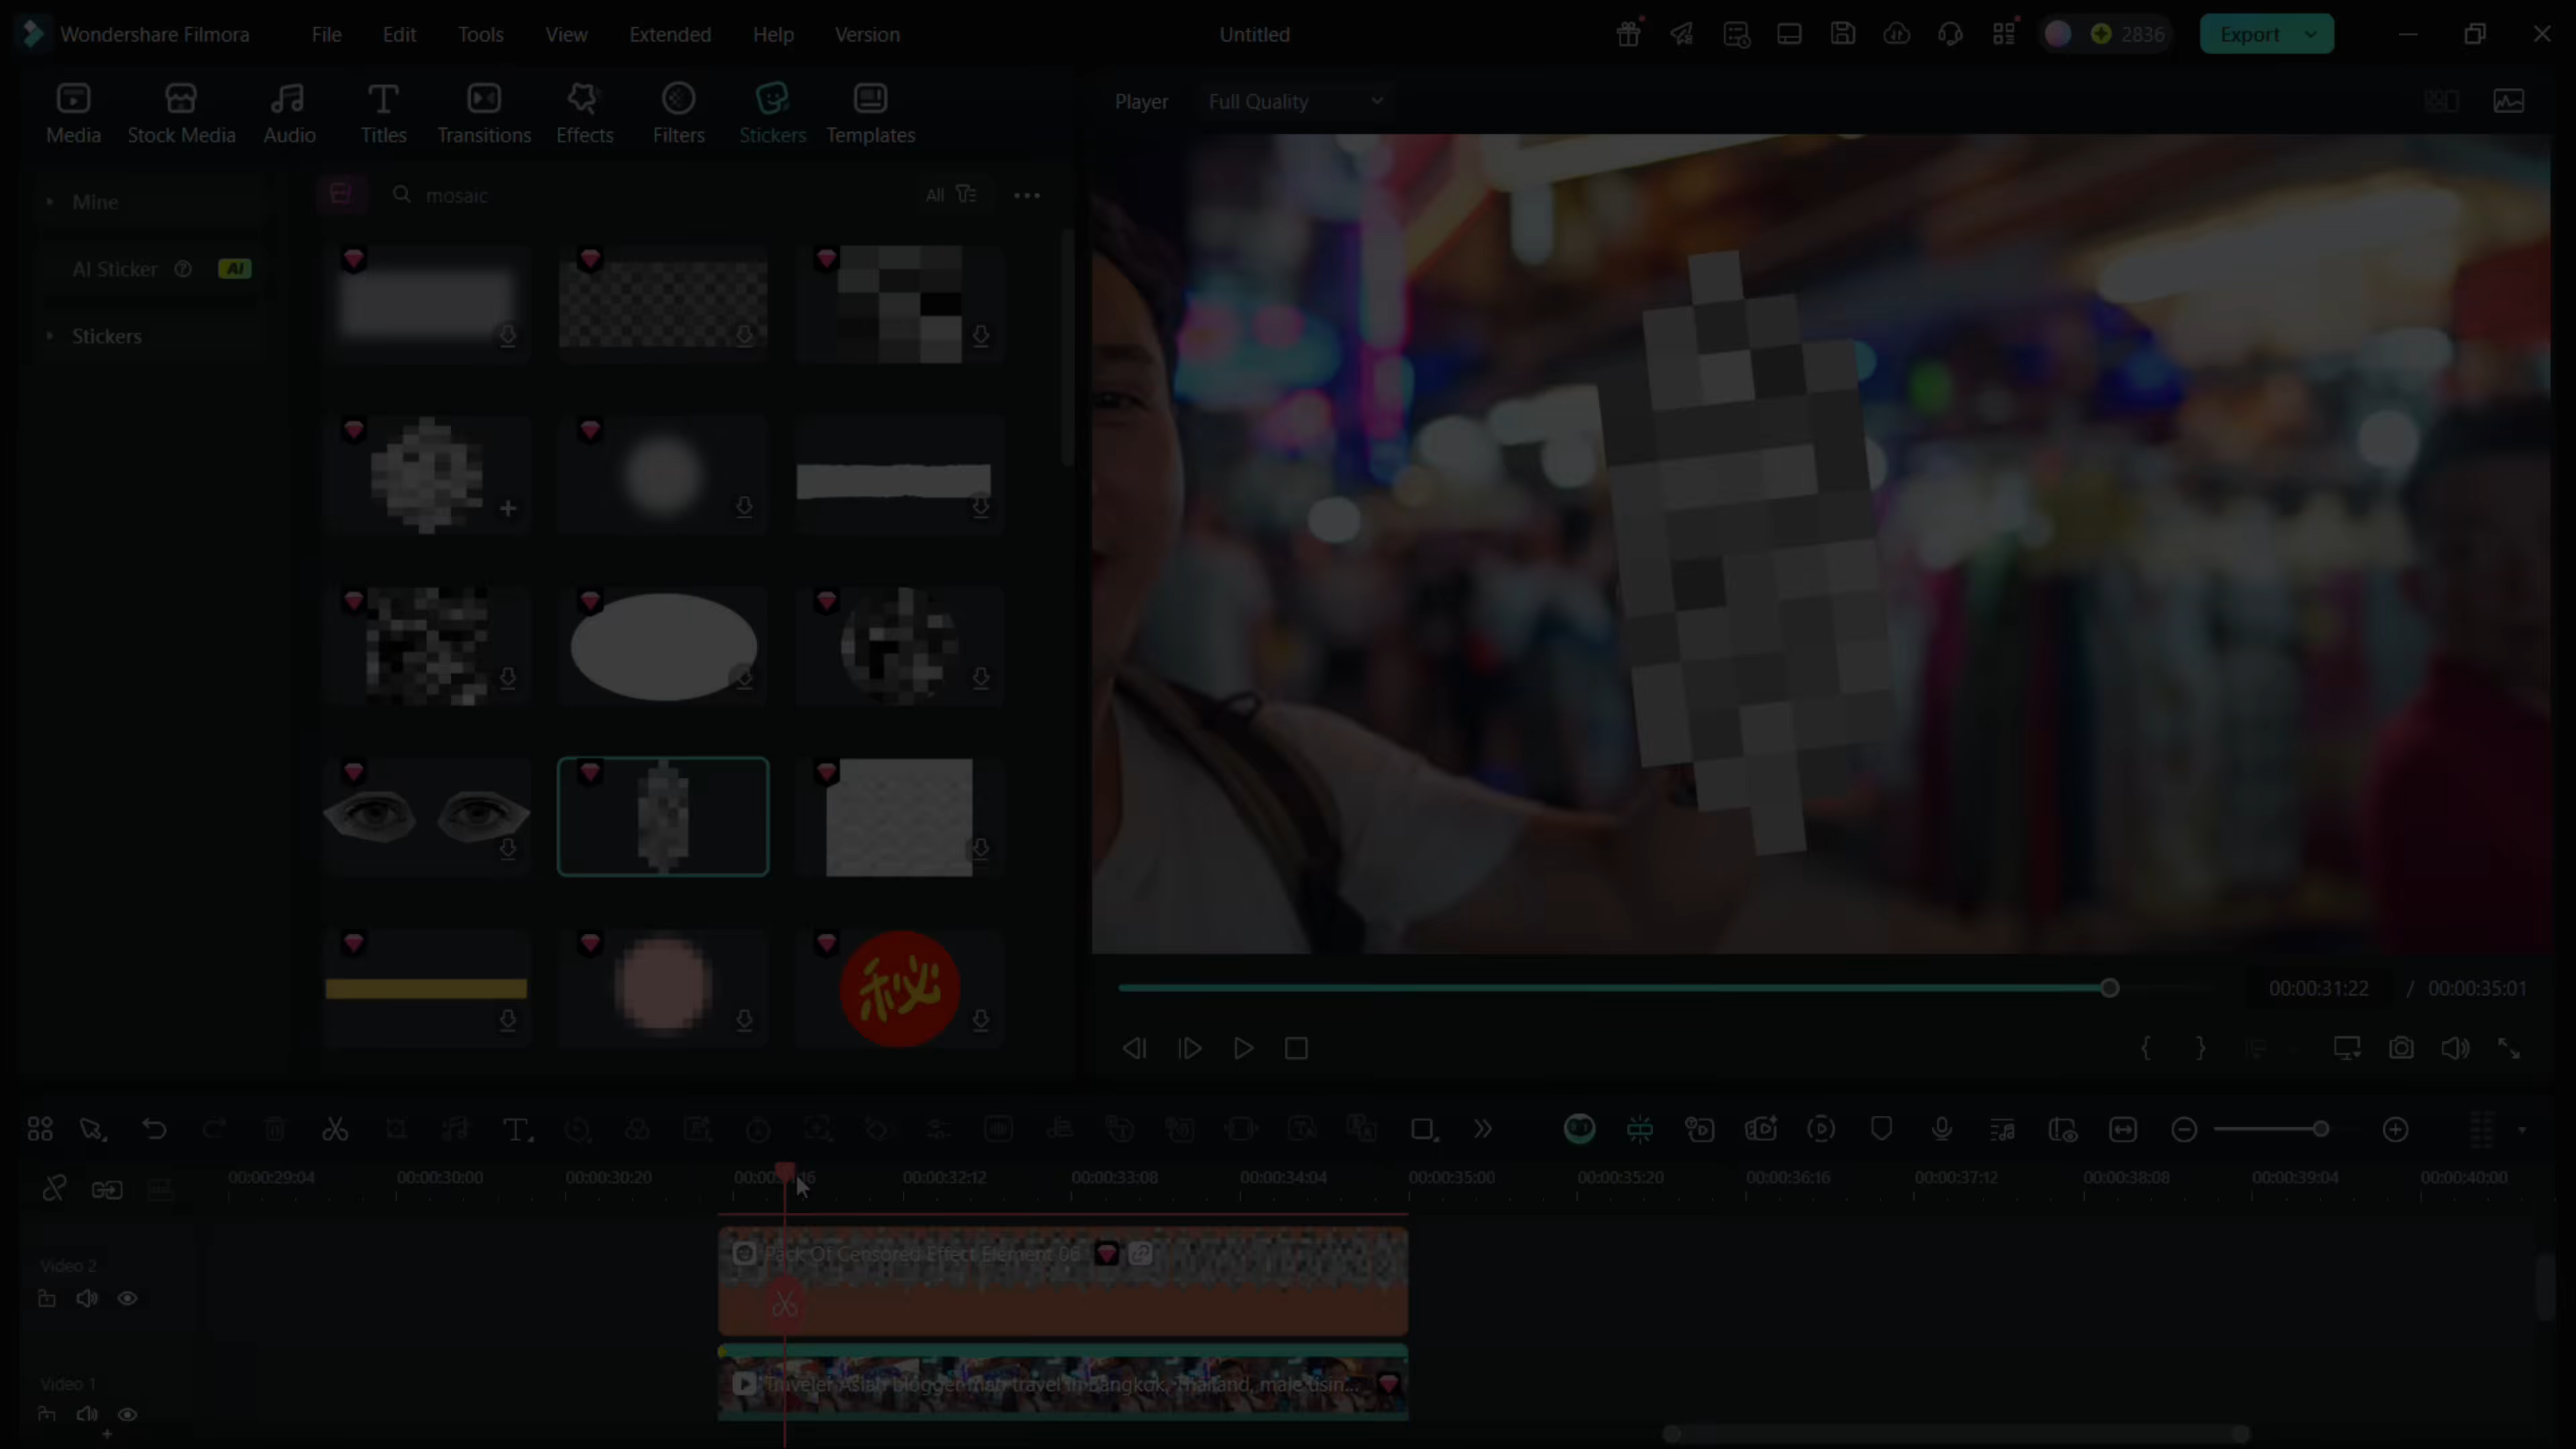 Wondershare Filmora File Edit Tools View Extended Help Version Untitled 2836 Export
Media Stock Media Audio Titles Transitions Effects Filters Stickers Templates
Player Full Quality
Mine
mosaic All
AI Sticker AI
Stickers
秘
00:00:31:22 / 00:00:35:01
00:00:29:04 00:00:30:00 00:00:30:20 00:00:32:12 00:00:33:08 00:00:34:04 00:00:35:00 00:00:35:20 00:00:36:16 00:00:37:12 00:00:38:08 00:00:39:04 00:00:40:00
Video 2
Pack Of Censored Effect Element 06
Video 1
Traveler Asian blogger man travel in Bangkok, Thailand, male usin...